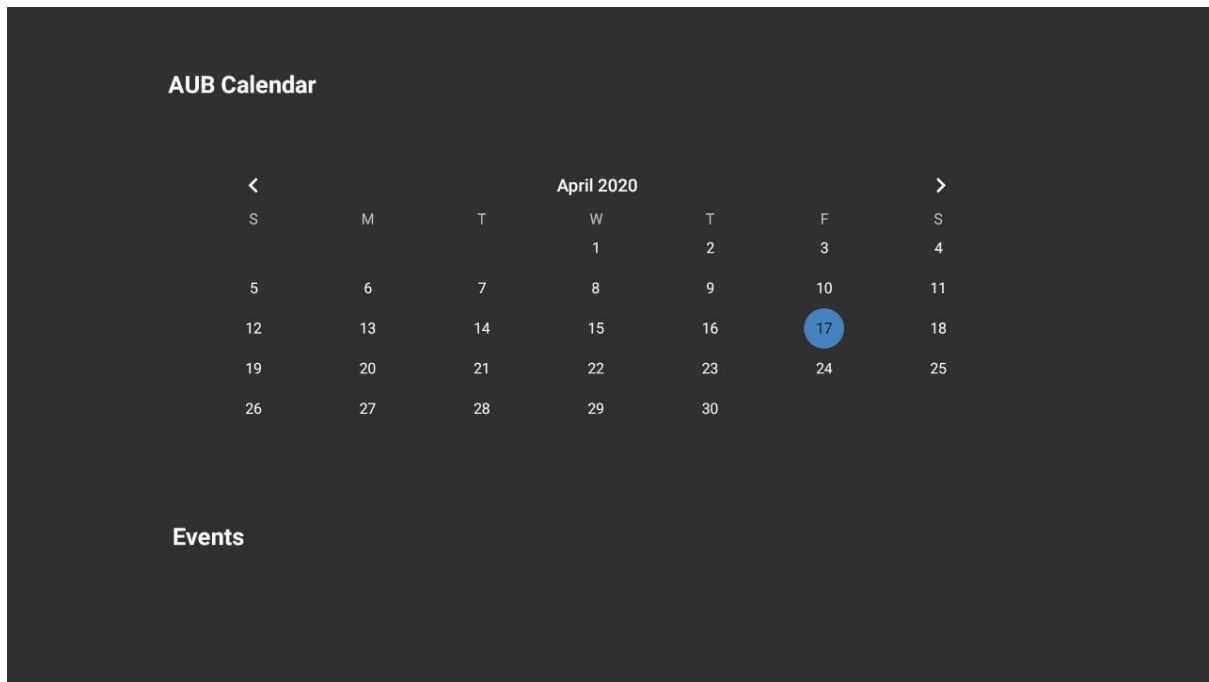 AUB Calendar
April 2020
S M T W T F S
1 2 3 4
5 6 7 8 9 10 11
12 13 14 15 16 17 18
19 20 21 22 23 24 25
26 27 28 29 30
Events